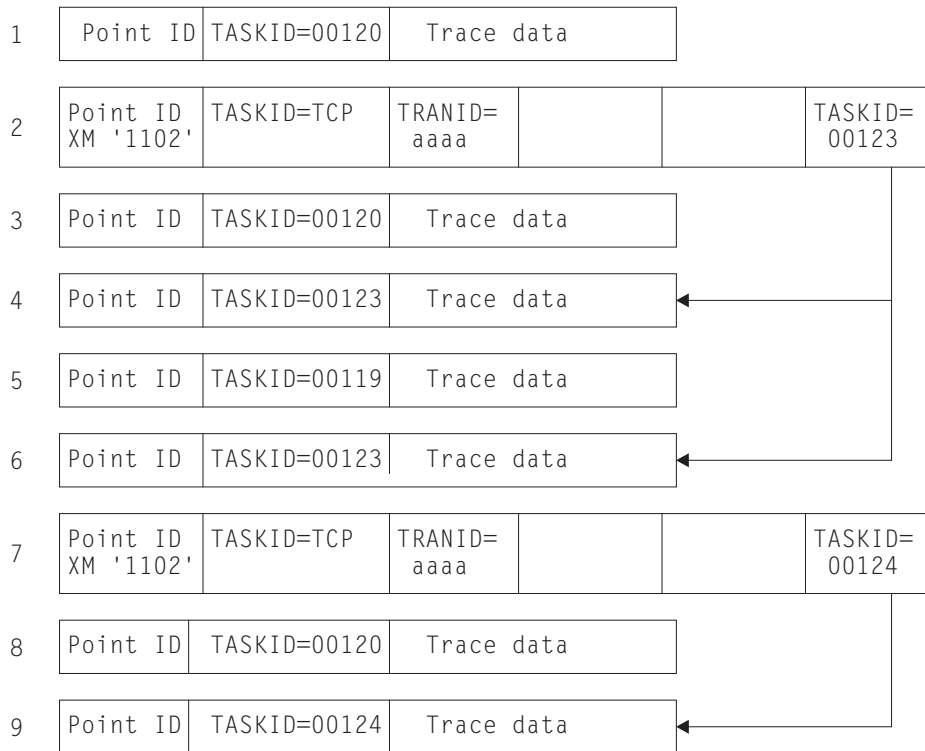 1 Point ID TASKID=00120 Trace data
2 Point ID TASKID=TCP TRANID= TASKID=
XM '1102' aaaa 00123
3 Point ID TASKID=00120 Trace data
4 Point ID TASKID=00123 Trace data
5 Point ID TASKID=00119 Trace data
6 Point ID TASKID=00123 Trace data
7 Point ID TASKID=TCP TRANID= TASKID=
XM '1102' aaaa 00124
8 Point ID TASKID=00120 Trace data
9 Point ID TASKID=00124 Trace data